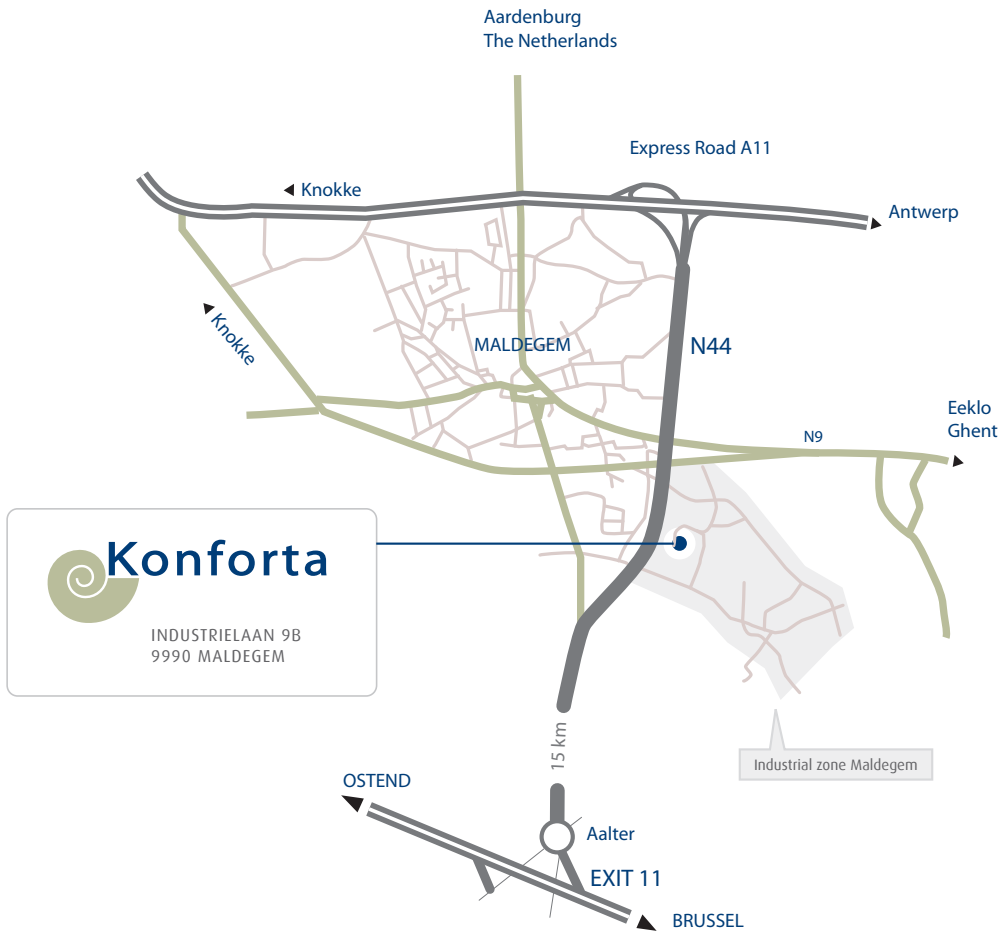 Aardenburg
The Netherlands
Express Road A11
Knokke
Antwerp
Knokke
MALDEGEM
N44
Eeklo
Ghent
N9
Konforta
INDUSTRIELAAN 9B
9990 MALDEGEM
15 km
Industrial zone Maldegem
OSTEND
Aalter
EXIT 11
BRUSSEL